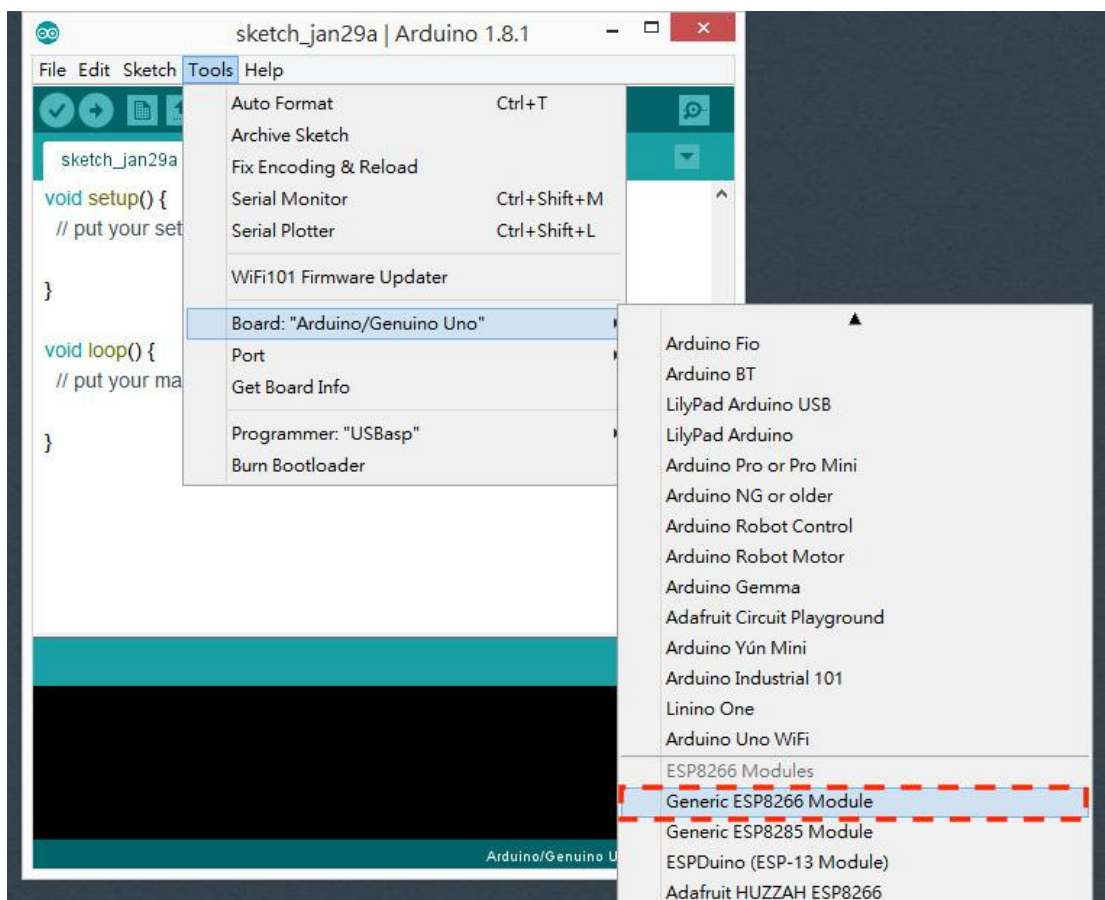 sketch_jan29a | Arduino 1.8.1
File Edit Sketch Tools Help
sketch_jan29a
void setup() {
// put your set
}
void loop() {
// put your ma
}
Auto Format Ctrl+T
Archive Sketch
Fix Encoding & Reload
Serial Monitor Ctrl+Shift+M
Serial Plotter Ctrl+Shift+L
WiFi101 Firmware Updater
Board: "Arduino/Genuino Uno"
Port
Get Board Info
Programmer: "USBasp"
Burn Bootloader
Arduino Fio
Arduino BT
LilyPad Arduino USB
LilyPad Arduino
Arduino Pro or Pro Mini
Arduino NG or older
Arduino Robot Control
Arduino Robot Motor
Arduino Gemma
Adafruit Circuit Playground
Arduino Yún Mini
Arduino Industrial 101
Linino One
Arduino Uno WiFi
ESP8266 Modules
Generic ESP8266 Module
Generic ESP8285 Module
ESPDuino (ESP-13 Module)
Adafruit HUZZAH ESP8266
Arduino/Genuino U